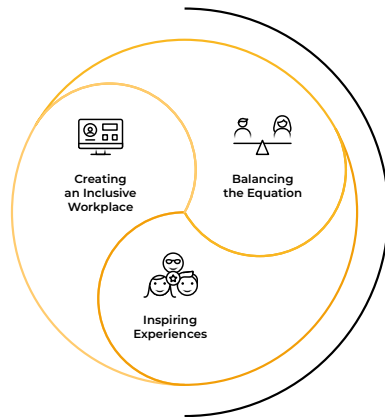 Creating
an Inclusive
Workplace
Balancing
the Equation
Inspiring
Experiences